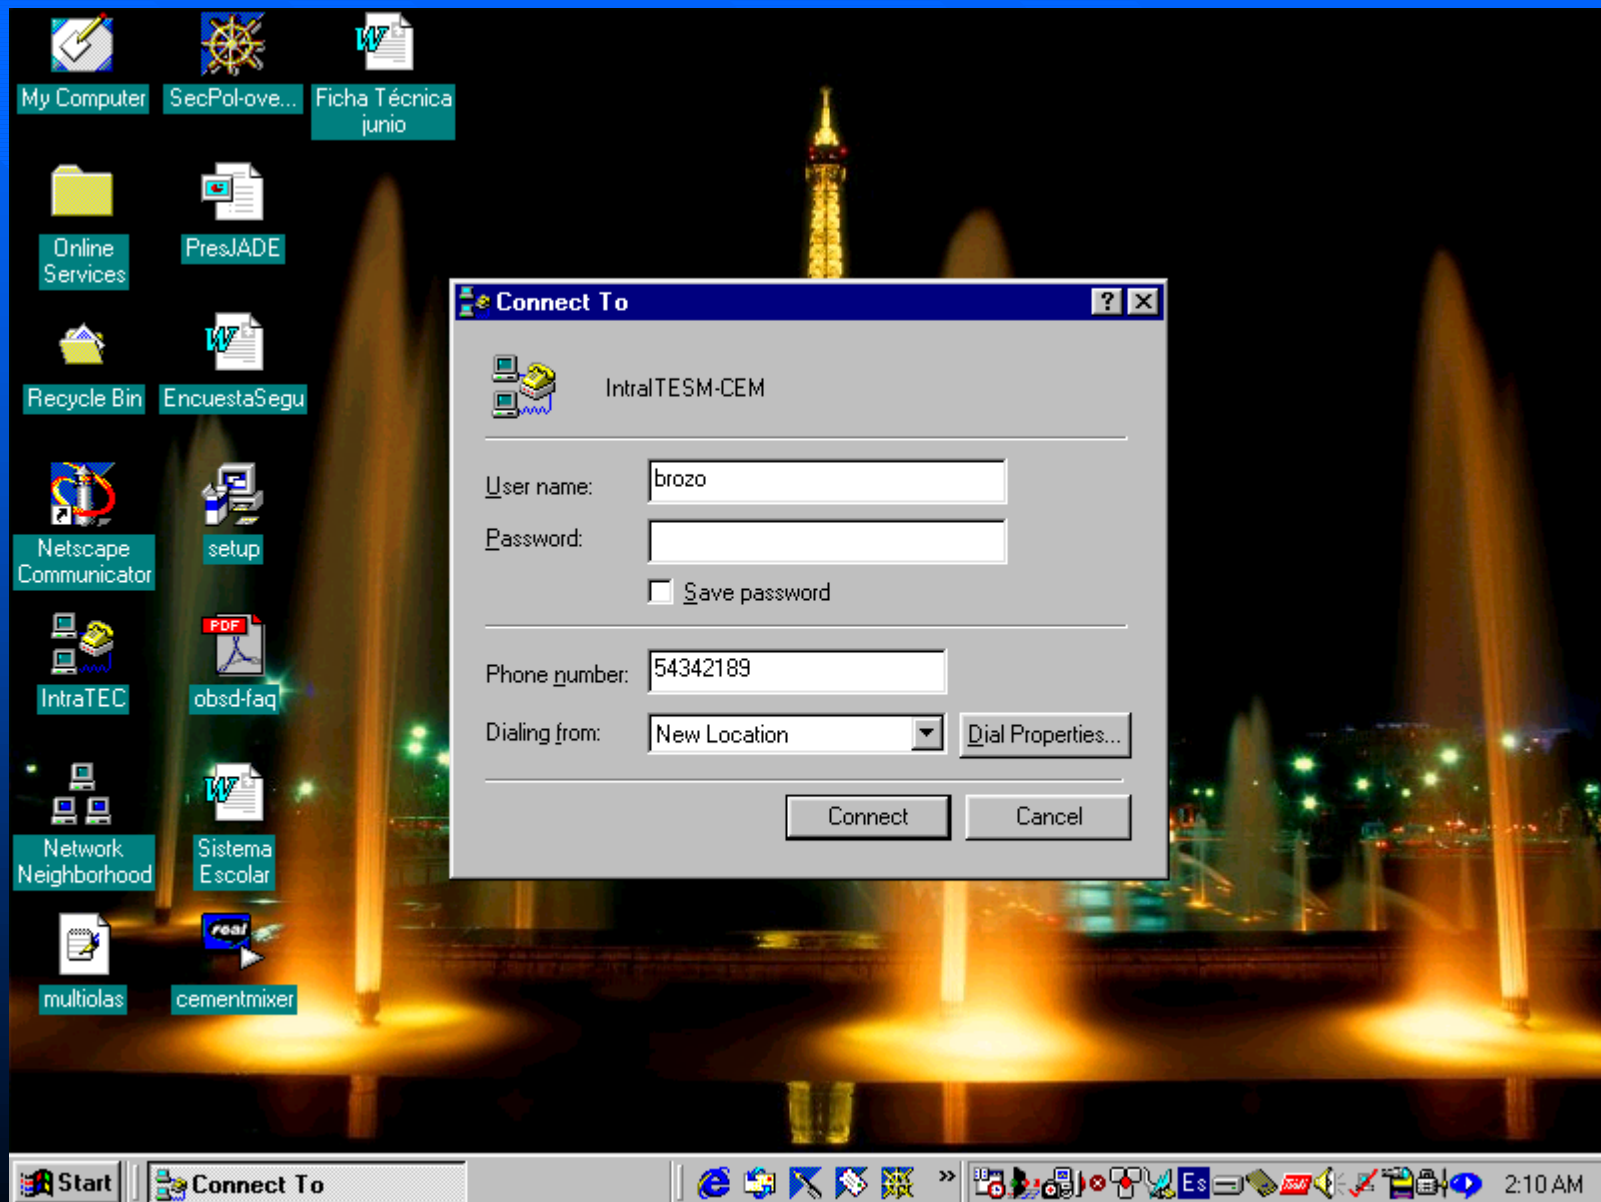 My Computer
SecPol-ove...
Ficha Técnica
junio
Online
Services
PresJADE
Recycle Bin
EncuestaSegu
Netscape
Communicator
setup
IntraTEC
PDF
obsd-faq
Network
Neighborhood
Sistema
Escolar
real
multiolas
cementmixer
Connect To
IntraITESM-CEM
User name:
brozo
Password:
Save password
Phone number:
54342189
Dialing from:
New Location
Dial Properties...
Connect
Cancel
Start
Connect To
Es
2:10 AM